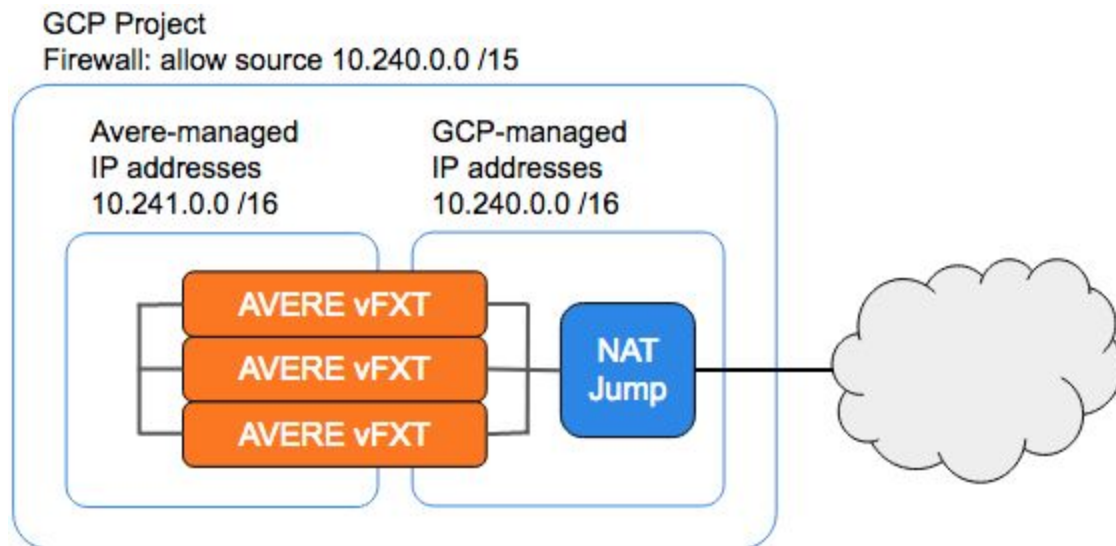 GCP Project
Firewall: allow source 10.240.0.0 /15
Avere-managed
IP addresses
10.241.0.0 /16
GCP-managed
IP addresses
10.240.0.0 /16
AVERE vFXT
AVERE vFXT
AVERE vFXT
NAT
Jump